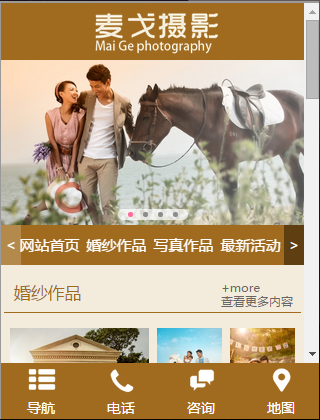 麦戈摄影
Mai Ge photography
< 网站首页 婚纱作品 写真作品 最新活动 >
婚纱作品
+more
查看更多内容
导航 电话 咨询 地图